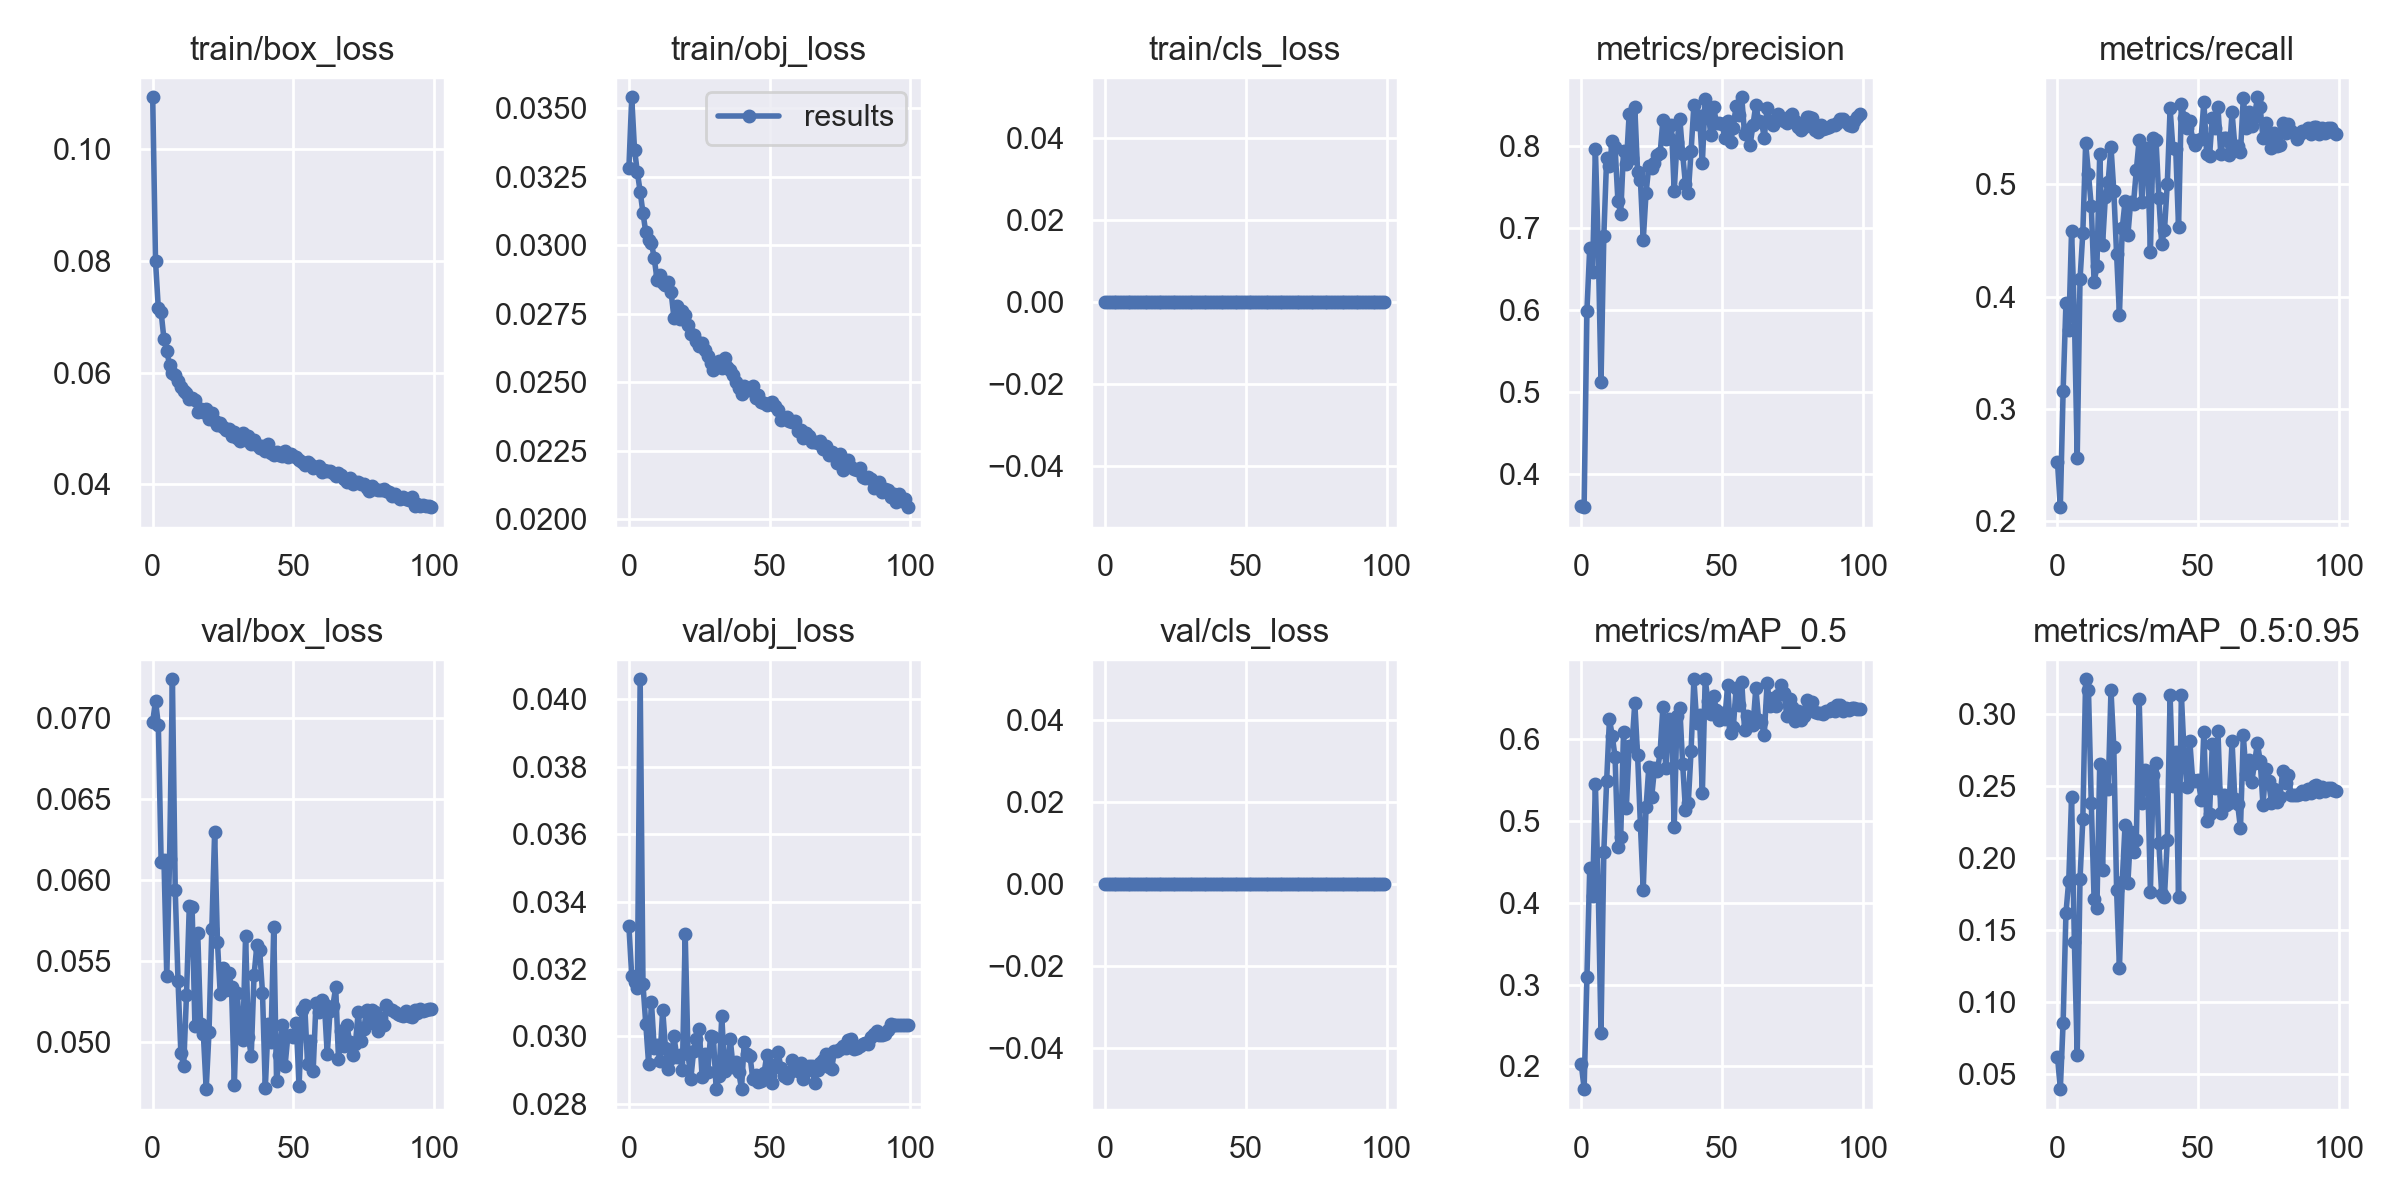 train/box_loss
train/obj_loss
train/cls_loss
metrics/precision
metrics/recall
0.10
0.08
0.06
0.04
0 50 100
0.0350
0.0325
0.0300
0.0275
0.0250
0.0225
0.0200
results
0 50 100
0.04
0.02
0.00
−0.02
−0.04
0 50 100
0.8
0.7
0.6
0.5
0.4
0 50 100
0.5
0.4
0.3
0.2
0 50 100
val/box_loss
val/obj_loss
val/cls_loss
metrics/mAP_0.5
metrics/mAP_0.5:0.95
0.070
0.065
0.060
0.055
0.050
0 50 100
0.040
0.038
0.036
0.034
0.032
0.030
0.028
0 50 100
0.04
0.02
0.00
−0.02
−0.04
0 50 100
0.6
0.5
0.4
0.3
0.2
0 50 100
0.30
0.25
0.20
0.15
0.10
0.05
0 50 100